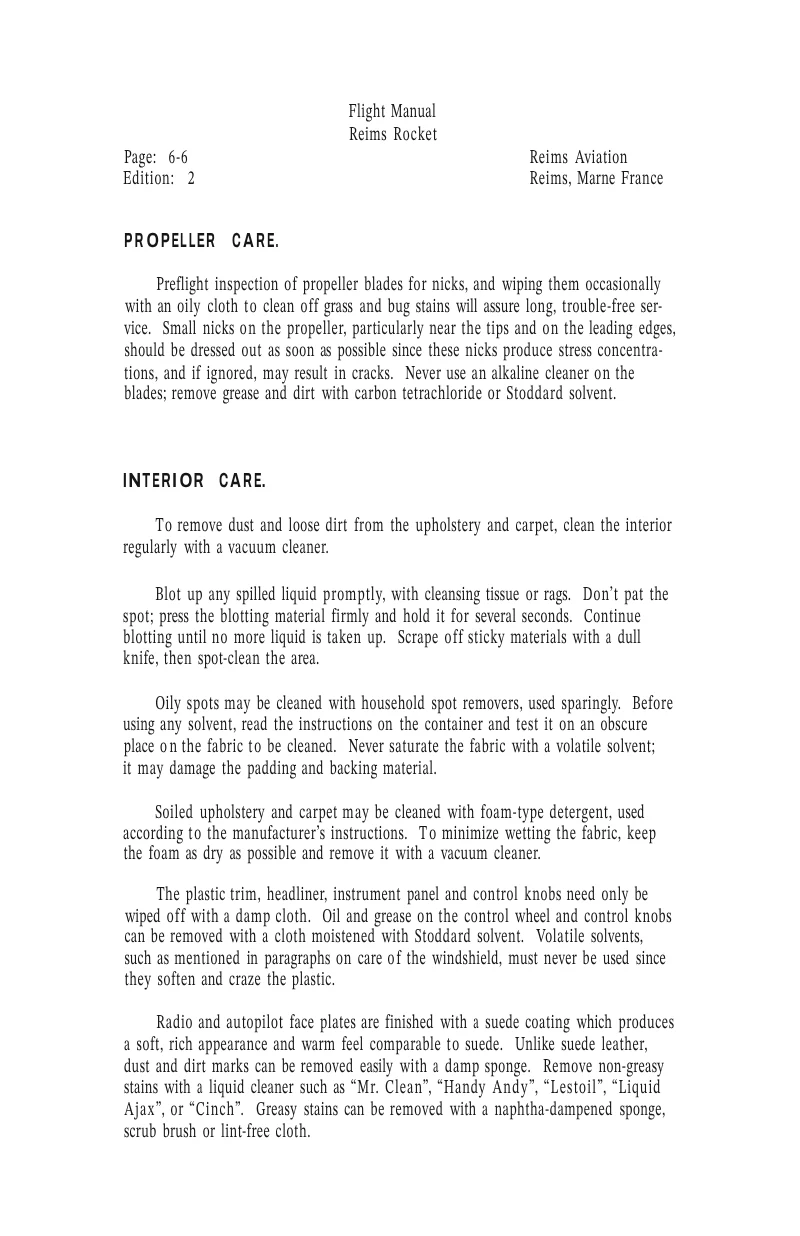 Flight Manual
Reims Rocket
Page: 6-6
Reims Aviation
Edition: 2
Reims, Marne France
PROPELLER CARE.
Preflight inspection of propeller blades for nicks, and wiping them occasionally
with an oily cloth to clean off grass and bug stains will assure long, trouble-free ser-
vice. Small nicks on the propeller, particularly near the tips and on the leading edges,
should be dressed out as soon as possible since these nicks produce stress concentra-
tions, and if ignored, may result in cracks. Never use an alkaline cleaner on the
blades; remove grease and dirt with carbon tetrachloride or Stoddard solvent.
INTERIOR CARE.
To remove dust and loose dirt from the upholstery and carpet, clean the interior
regularly with a vacuum cleaner.
Blot up any spilled liquid promptly, with cleansing tissue or rags. Don't pat the
spot; press the blotting material firmly and hold it for several seconds. Continue
blotting until no more liquid is taken up. Scrape off sticky materials with a dull
knife, then spot-clean the area.
Oily spots may be cleaned with household spot removers, used sparingly. Before
using any solvent, read the instructions on the container and test it on an obscure
place on the fabric to be cleaned. Never saturate the fabric with a volatile solvent;
it may damage the padding and backing material.
Soiled upholstery and carpet may be cleaned with foam-type detergent, used
according to the manufacturer's instructions. To minimize wetting the fabric, keep
the foam as dry as possible and remove it with a vacuum cleaner.
The plastic trim, headliner, instrument panel and control knobs need only be
wiped off with a damp cloth. Oil and grease on the control wheel and control knobs
can be removed with a cloth moistened with Stoddard solvent. Volatile solvents,
such as mentioned in paragraphs on care of the windshield, must never be used since
they soften and craze the plastic.
Radio and autopilot face plates are finished with a suede coating which produces
a soft, rich appearance and warm feel comparable to suede. Unlike suede leather,
dust and dirt marks can be removed easily with a damp sponge. Remove non-greasy
stains with a liquid cleaner such as “Mr. Clean”, “Handy Andy”, “Lestoil”, “Liquid
Ajax”, or “Cinch”. Greasy stains can be removed with a naphtha-dampened sponge,
scrub brush or lint-free cloth.